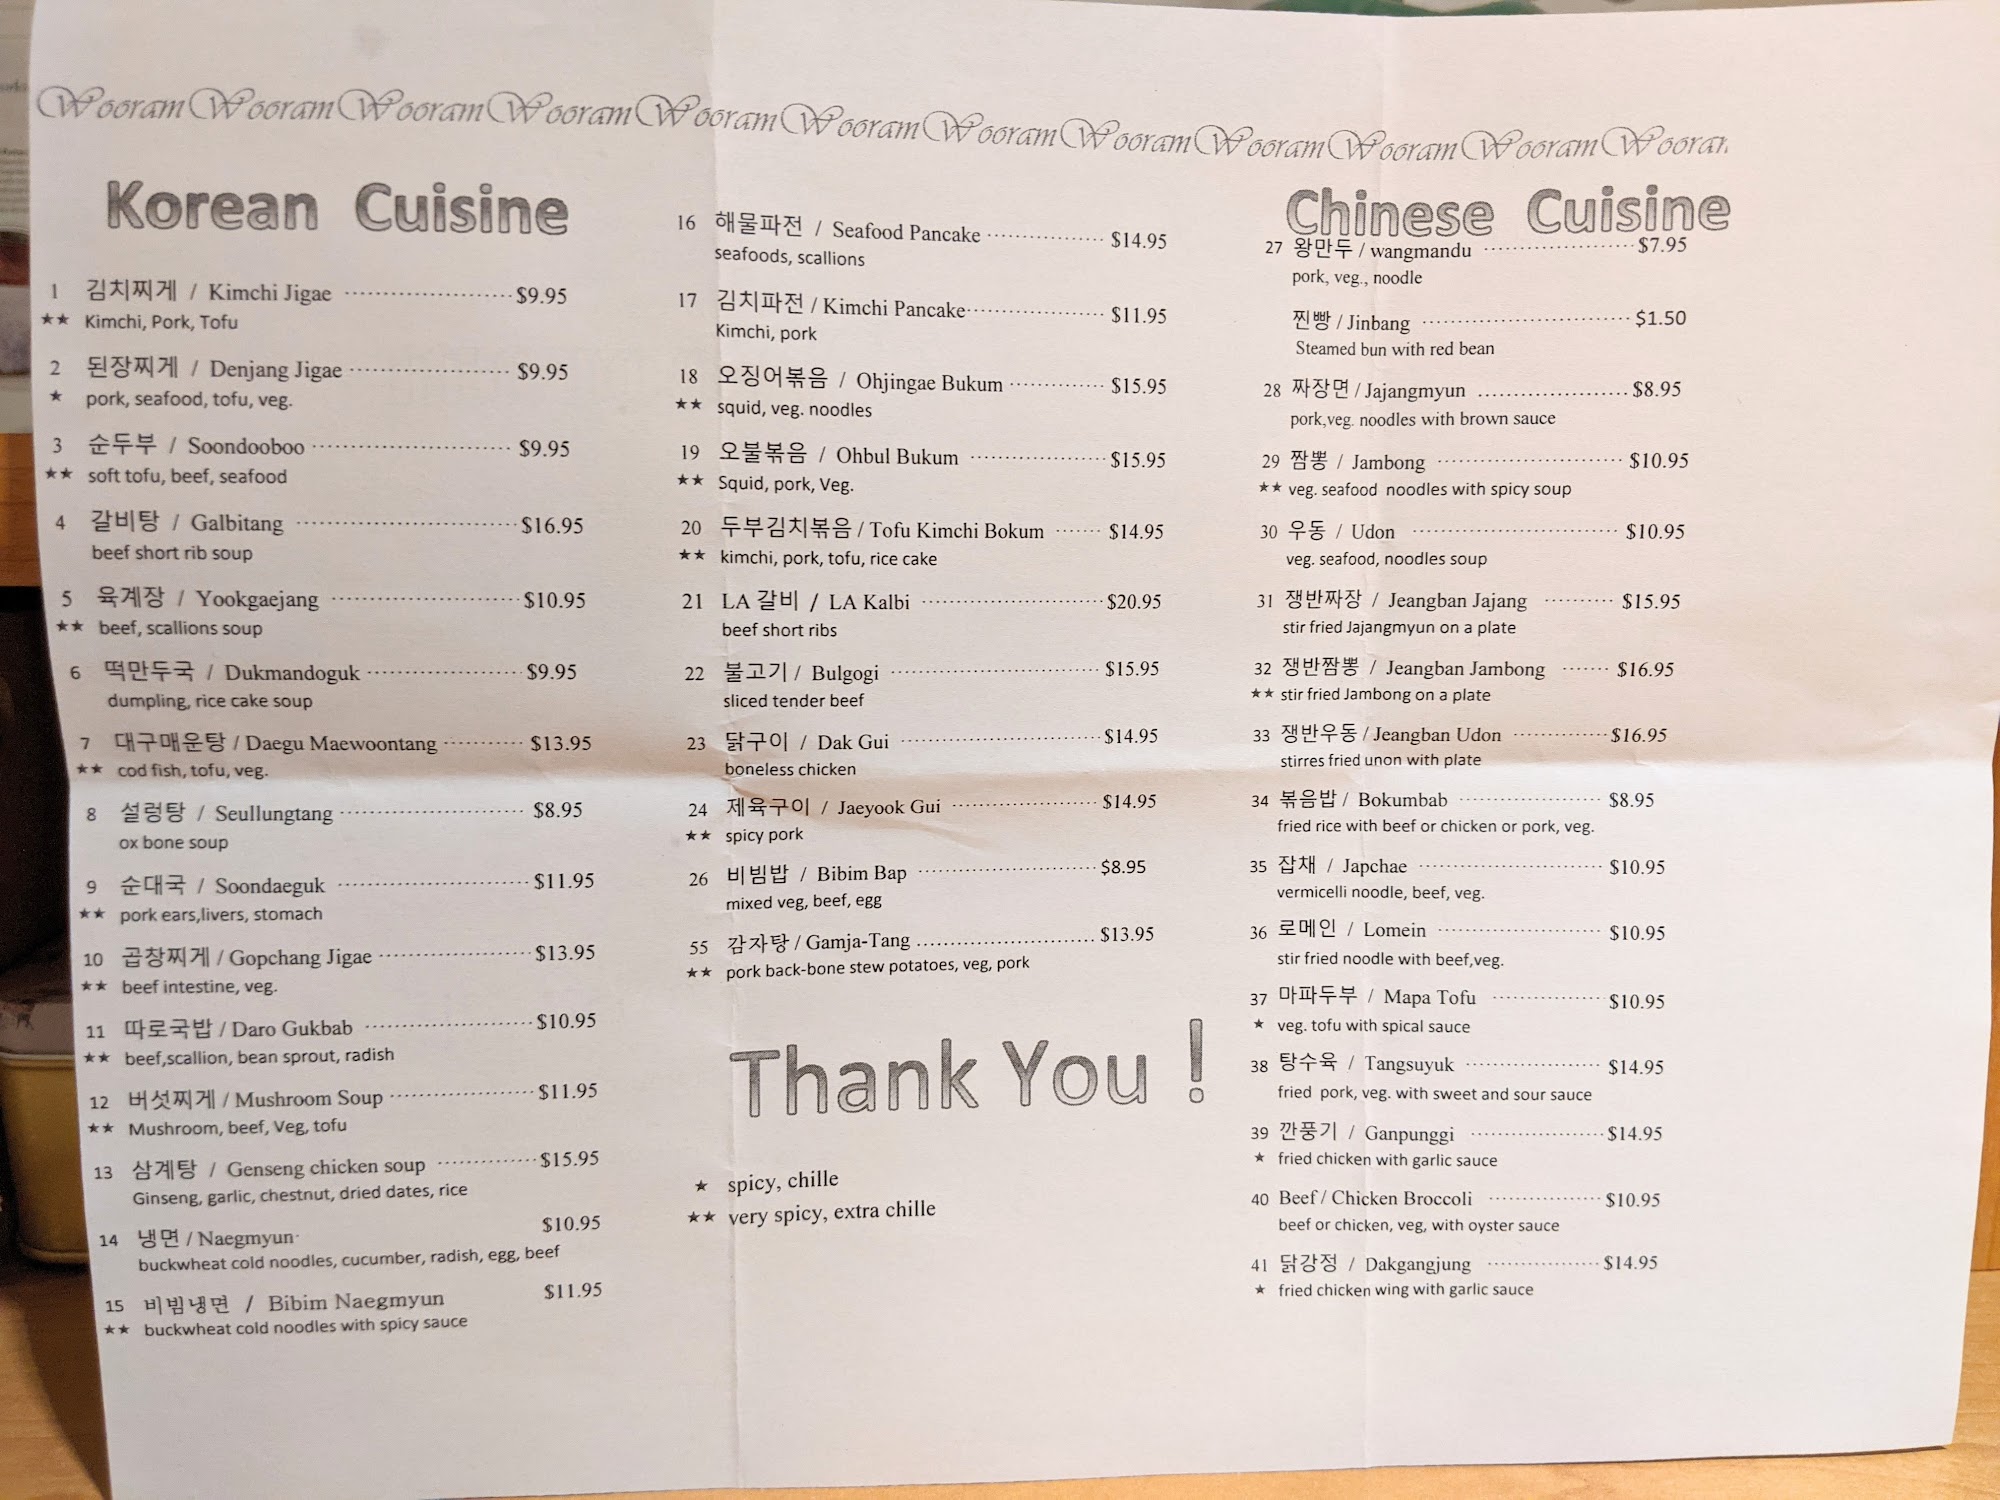 Wooram Wooram Wooram Wooram Wooram Wooram Wooram Wooram Wooram Wooram Wooram Wooram
Korean Cuisine
1 김치찌게 / Kimchi Jigae ······················ $9.95
★★ Kimchi, Pork, Tofu
2 된장찌게 / Denjang Jigae ······················ $9.95
★ pork, seafood, tofu, veg.
3 순두부 / Soondooboo ······················ $9.95
★★ soft tofu, beef, seafood
4 갈비탕 / Galbitang ······················ $16.95
beef short rib soup
5 육계장 / Yookgaejang ······················ $10.95
★★ beef, scallions soup
6 떡만두국 / Dukmandoguk ······················ $9.95
dumpling, rice cake soup
7 대구매운탕 / Daegu Maewoontang ··········· $13.95
★★ cod fish, tofu, veg.
8 설렁탕 / Seullungtang ······················ $8.95
ox bone soup
9 순대국 / Soondaeguk ······················ $11.95
★★ pork ears,livers, stomach
10 곱창찌게 / Gopchang Jigae ···················· $13.95
★★ beef intestine, veg.
11 따로국밥 / Daro Gukbab ······················ $10.95
★★ beef,scallion, bean sprout, radish
12 버섯찌게 / Mushroom Soup ···················· $11.95
★★ Mushroom, beef, Veg, tofu
13 삼계탕 / Genseng chicken soup ·············· $15.95
Ginseng, garlic, chestnut, dried dates, rice
14 냉면 / Naegmyun· $10.95
buckwheat cold noodles, cucumber, radish, egg, beef
15 비빔냉면 / Bibim Naegmyun $11.95
★★ buckwheat cold noodles with spicy sauce
16 해물파전 / Seafood Pancake ················· $14.95
seafoods, scallions
17 김치파전 / Kimchi Pancake··················· $11.95
Kimchi, pork
18 오징어볶음 / Ohjingae Bukum ·············· $15.95
★★ squid, veg. noodles
19 오불볶음 / Ohbul Bukum ···················· $15.95
★★ Squid, pork, Veg.
20 두부김치볶음 / Tofu Kimchi Bokum ······· $14.95
★★ kimchi, pork, tofu, rice cake
21 LA 갈비 / LA Kalbi ·························· $20.95
beef short ribs
22 불고기 / Bulgogi ······························ $15.95
sliced tender beef
23 닭구이 / Dak Gui ···························· $14.95
boneless chicken
24 제육구이 / Jaeyook Gui ····················· $14.95
★★ spicy pork
26 비빔밥 / Bibim Bap ·························· $8.95
mixed veg, beef, egg
55 감자탕 / Gamja-Tang .......................... $13.95
★★ pork back-bone stew potatoes, veg, pork
Thank You !
★ spicy, chille
★★ very spicy, extra chille
Chinese Cuisine
27 왕만두 / wangmandu ······················ $7.95
pork, veg., noodle
찐빵 / Jinbang ······························ $1.50
Steamed bun with red bean
28 짜장면 / Jajangmyun ...................... $8.95
pork,veg. noodles with brown sauce
29 짬뽕 / Jambong ··························· $10.95
★★ veg. seafood noodles with spicy soup
30 우동 / Udon ······························ $10.95
veg. seafood, noodles soup
31 쟁반짜장 / Jeangban Jajang ·········· $15.95
stir fried Jajangmyun on a plate
32 쟁반짬뽕 / Jeangban Jambong ······· $16.95
★★ stir fried Jambong on a plate
33 쟁반우동 / Jeangban Udon ·············· $16.95
stirres fried unon with plate
34 볶음밥 / Bokumbab ····················· $8.95
fried rice with beef or chicken or pork, veg.
35 잡채 / Japchae ··························· $10.95
vermicelli noodle, beef, veg.
36 로메인 / Lomein ························ $10.95
stir fried noodle with beef,veg.
37 마파두부 / Mapa Tofu ················· $10.95
★ veg. tofu with spical sauce
38 탕수육 / Tangsuyuk ···················· $14.95
fried pork, veg. with sweet and sour sauce
39 깐풍기 / Ganpunggi ···················· $14.95
★ fried chicken with garlic sauce
40 Beef / Chicken Broccoli ················· $10.95
beef or chicken, veg, with oyster sauce
41 닭강정 / Dakgangjung ················· $14.95
★ fried chicken wing with garlic sauce